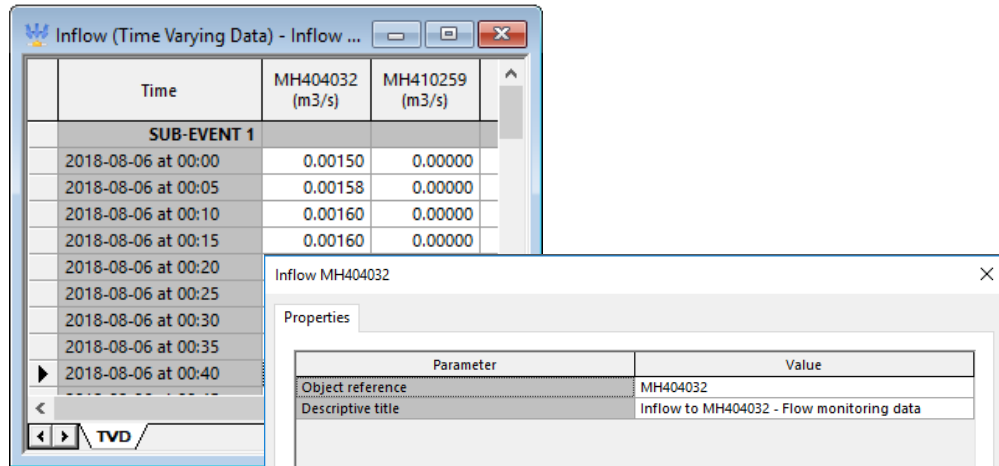 Inflow (Time Varying Data) - Inflow ...
Time MH404032 (m3/s) MH410259 (m3/s)
SUB-EVENT 1
2018-08-06 at 00:00 0.00150 0.00000
2018-08-06 at 00:05 0.00158 0.00000
2018-08-06 at 00:10 0.00160 0.00000
2018-08-06 at 00:15 0.00160 0.00000
2018-08-06 at 00:20
2018-08-06 at 00:25
2018-08-06 at 00:30
2018-08-06 at 00:35
2018-08-06 at 00:40
TVD
Inflow MH404032
Properties
Parameter Value
Object reference MH404032
Descriptive title Inflow to MH404032 - Flow monitoring data